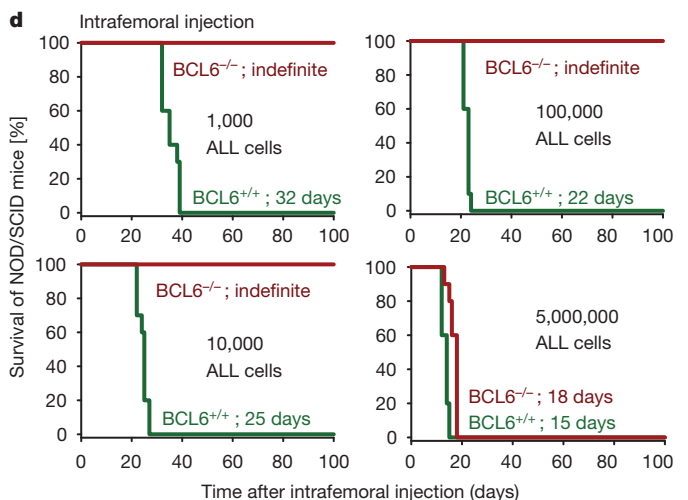 d
Intrafemoral injection
Survival of NOD/SCID mice [%]
100
80
60
40
20
0
BCL6–/–; indefinite
1,000
ALL cells
BCL6+/+ ; 32 days
0 20 40 60 80 100
100
80
60
40
20
0
BCL6–/–; indefinite
100,000
ALL cells
BCL6+/+ ; 22 days
0 20 40 60 80 100
100
80
60
40
20
0
BCL6–/–; indefinite
10,000
ALL cells
BCL6+/+ ; 25 days
0 20 40 60 80 100
100
80
60
40
20
0
5,000,000
ALL cells
BCL6–/–; 18 days
BCL6+/+ ; 15 days
0 20 40 60 80 100
Time after intrafemoral injection (days)